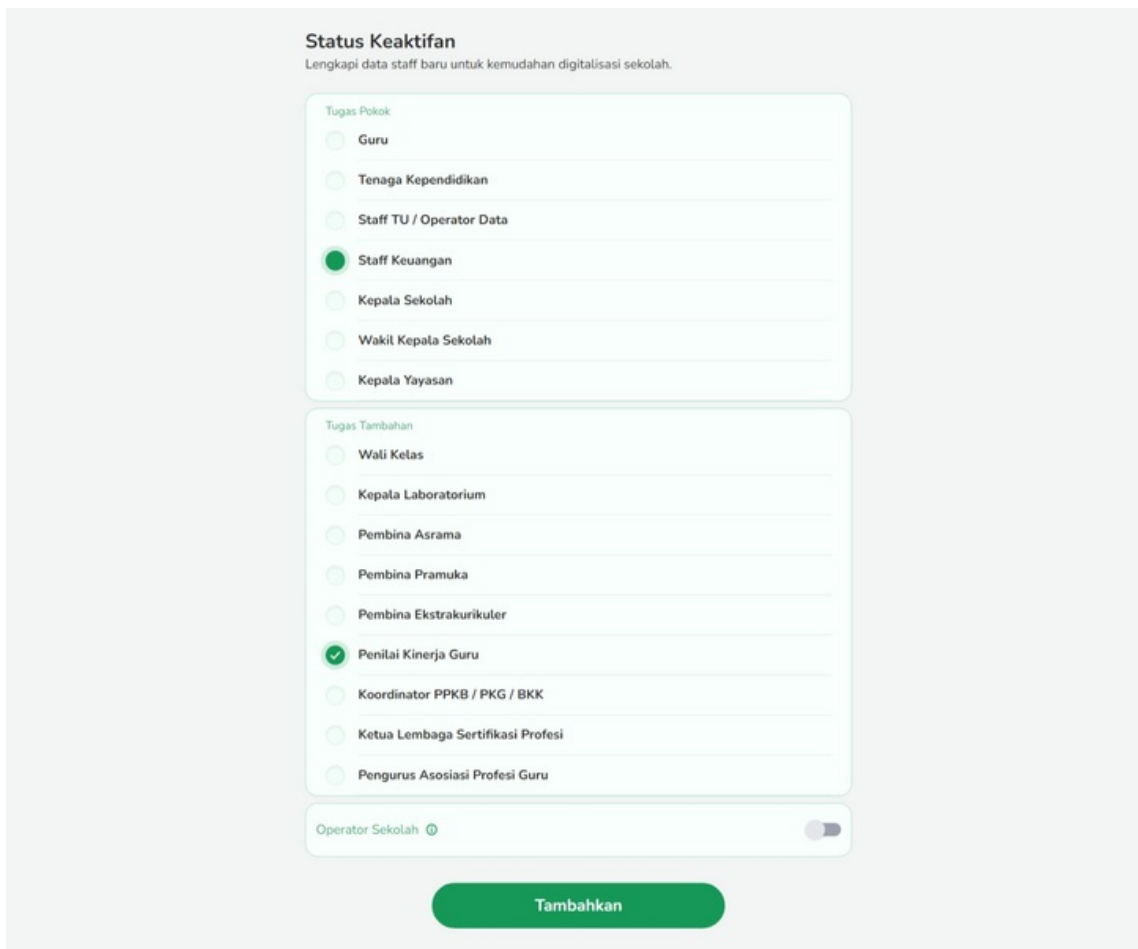 Status Keaktifan
Lengkapi data staff baru untuk kemudahan digitalisasi sekolah.
Tugas Pokok
Guru
Tenaga Kependidikan
Staff TU / Operator Data
Staff Keuangan
Kepala Sekolah
Wakil Kepala Sekolah
Kepala Yayasan
Tugas Tambahan
Wali Kelas
Kepala Laboratorium
Pembina Asrama
Pembina Pramuka
Pembina Ekstrakurikuler
Penilai Kinerja Guru
Koordinator PPKB / PKG / BKK
Ketua Lembaga Sertifikasi Profesi
Pengurus Asosiasi Profesi Guru
Operator Sekolah
Tambahkan